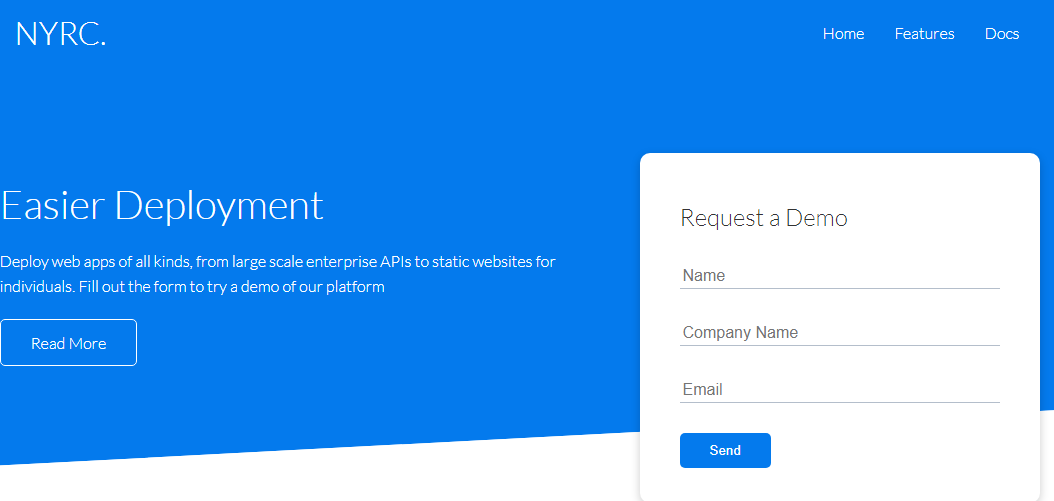 NYRC.
Home Features Docs
Easier Deployment
Deploy web apps of all kinds, from large scale enterprise APIs to static websites for
individuals. Fill out the form to try a demo of our platform
Read More
Request a Demo
Name
Company Name
Email
Send